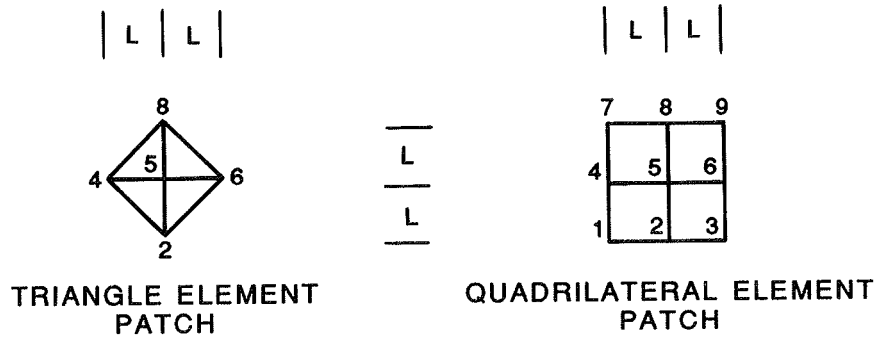 L L
L L
8
7 8 9
5
4 6
L
4 5 6
L
1 2 3
2
TRIANGLE ELEMENT
PATCH
QUADRILATERAL ELEMENT
PATCH